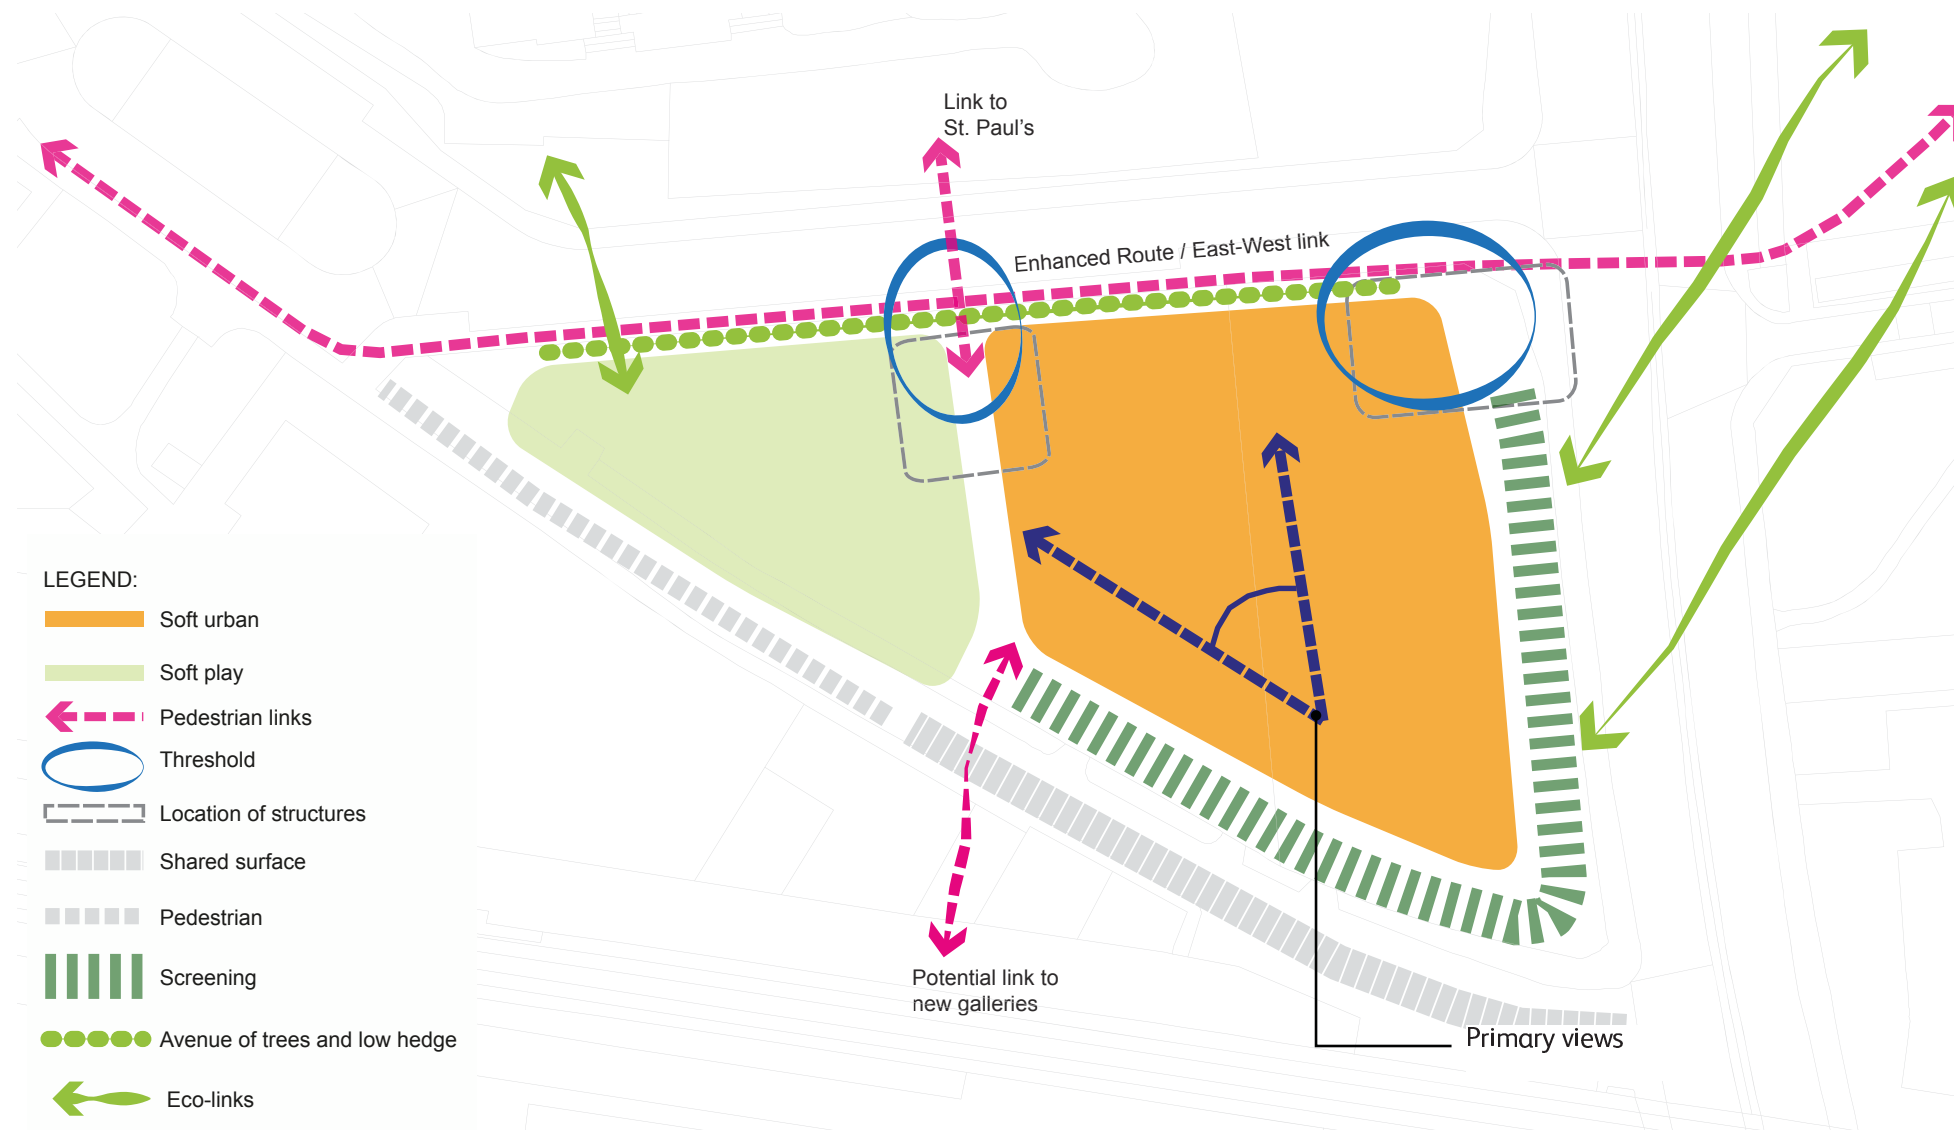 Link to
St. Paul's
Enhanced Route / East-West link
LEGEND:
Soft urban
Soft play
Pedestrian links
Threshold
Location of structures
Shared surface
Pedestrian
Screening
Avenue of trees and low hedge
Eco-links
Potential link to
new galleries
Primary views